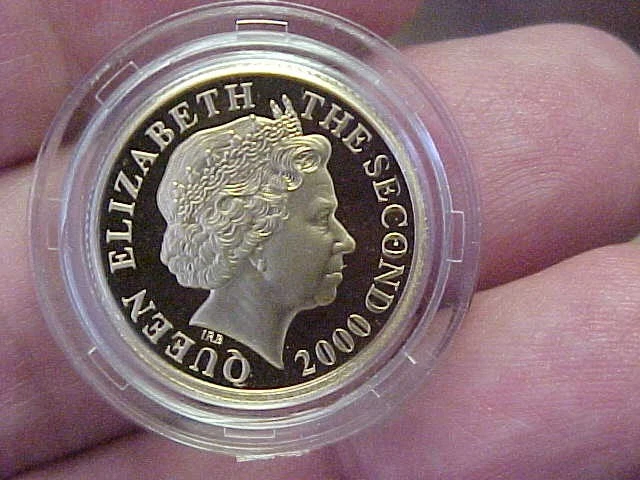 QUEEN ELIZABETH THE SECOND 2000
IRB